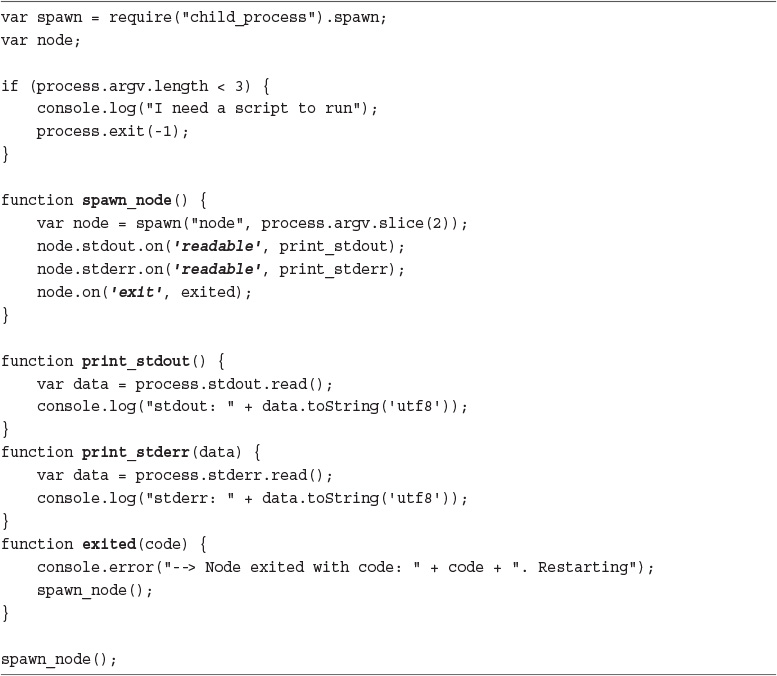 var spawn = require("child_process").spawn;
var node;

if (process.argv.length < 3) {
    console.log("I need a script to run");
    process.exit(-1);
}

function spawn_node() {
    var node = spawn("node", process.argv.slice(2));
    node.stdout.on('readable', print_stdout);
    node.stderr.on('readable', print_stderr);
    node.on('exit', exited);
}

function print_stdout() {
    var data = process.stdout.read();
    console.log("stdout: " + data.toString('utf8'));
}
function print_stderr(data) {
    var data = process.stderr.read();
    console.log("stderr: " + data.toString('utf8'));
}
function exited(code) {
    console.error("--> Node exited with code: " + code + ". Restarting");
    spawn_node();
}

spawn_node();